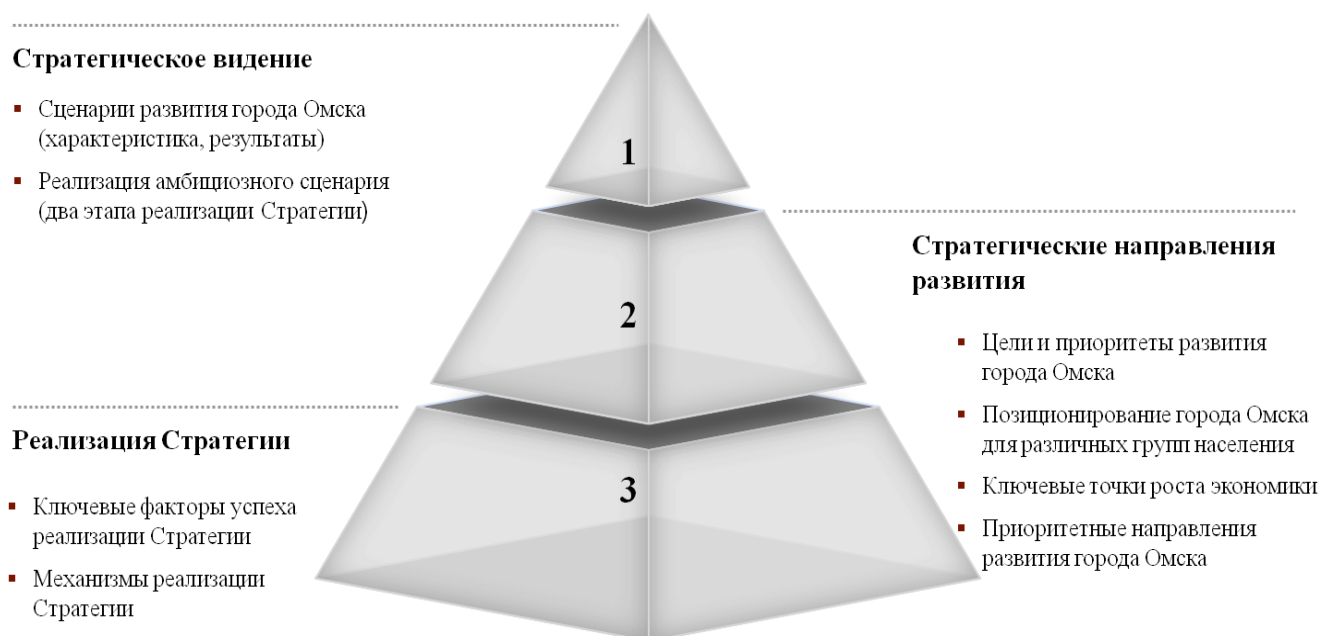 Стратегическое видение
▪ Сценарии развития города Омска
(характеристика, результаты)
▪ Реализация амбициозного сценария
(два этапа реализации Стратегии)
1
Стратегические направления
развития
▪ Цели и приоритеты развития
города Омска
▪ Позиционирование города Омска
для различных групп населения
▪ Ключевые точки роста экономики
▪ Приоритетные направления
развития города Омска
2
Реализация Стратегии
▪ Ключевые факторы успеха
реализации Стратегии
▪ Механизмы реализации
Стратегии
3